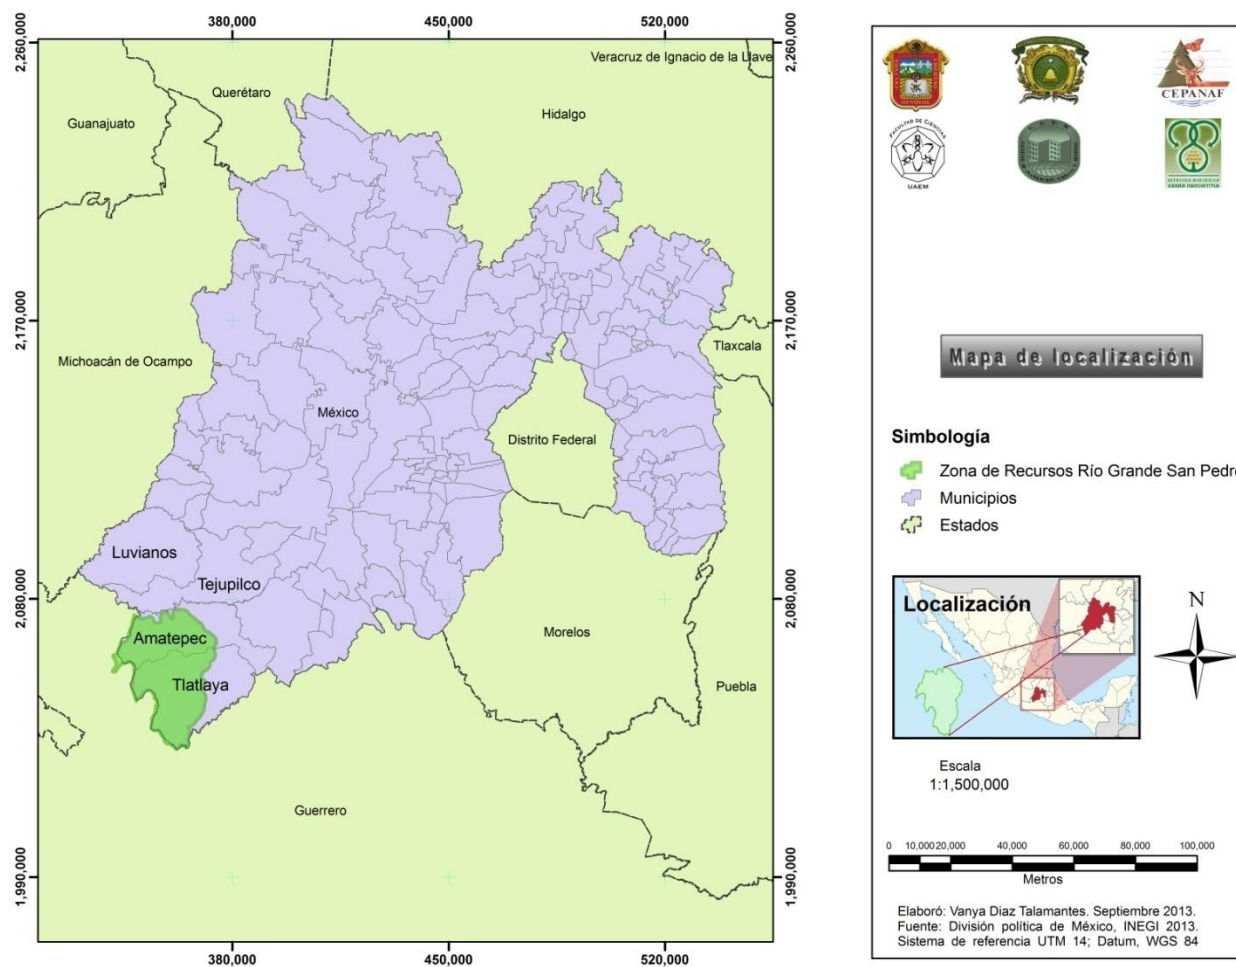 380,000 450,000 520,000
2,260,000 2,260,000
Veracruz de Ignacio de la Llave
Querétaro
Hidalgo
Guanajuato
2,170,000 2,170,000
Tlaxcala
Michoacán de Ocampo
México
Distrito Federal
Luvianos
Tejupilco
2,080,000 2,080,000
Amatepec
Morelos
Tlatlaya
Puebla
Guerrero
1,990,000 1,990,000
380,000 450,000 520,000
CEPANAF
FACULTAD DE CIENCIAS
UAEM
Mapa de localización
Simbología
Zona de Recursos Río Grande San Pedro
Municipios
Estados
Localización
N
Escala
1:1,500,000
0 10,000 20,000 40,000 60,000 80,000 100,000
Metros
Elaboró: Vanya Diaz Talamantes. Septiembre 2013.
Fuente: División política de México, INEGI 2013.
Sistema de referencia UTM 14; Datum, WGS 84